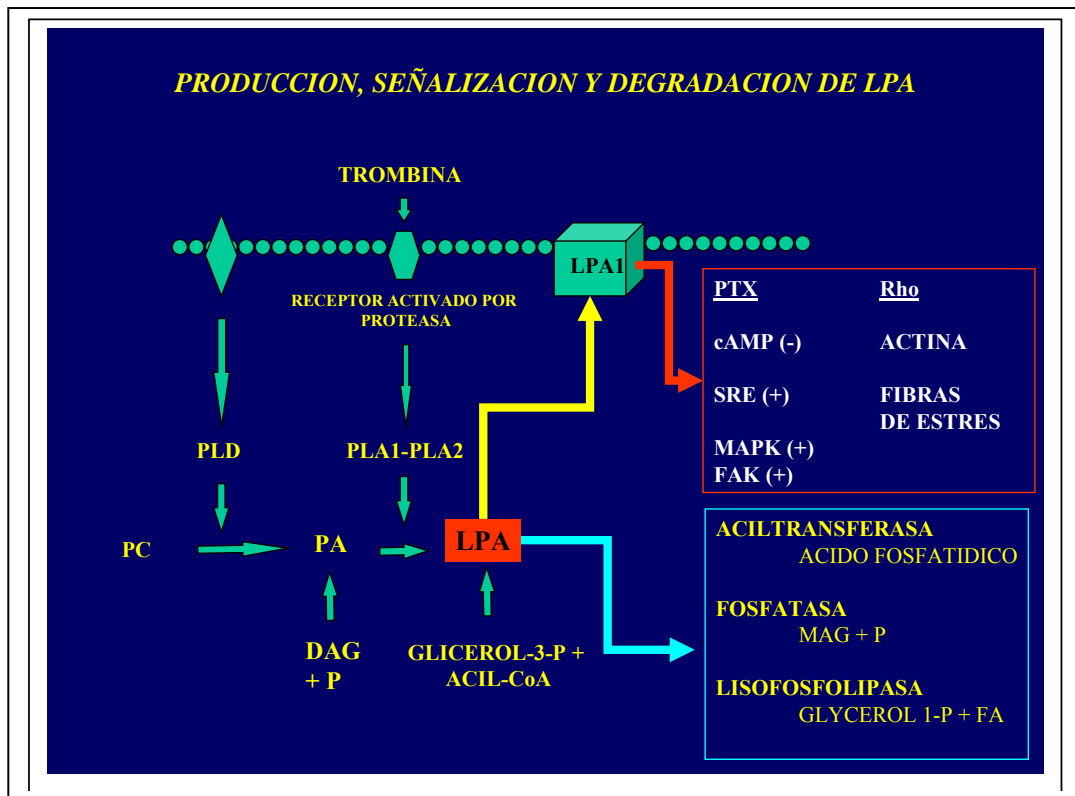 PRODUCCION, SEÑALIZACION Y DEGRADACION DE LPA
TROMBINA
LPA1
RECEPTOR ACTIVADO POR
PROTEASA
PTX
Rho
cAMP (-)
ACTINA
SRE (+)
FIBRAS
DE ESTRES
MAPK (+)
FAK (+)
PLD
PLA1-PLA2
PC
PA
LPA
DAG
+ P
GLICEROL-3-P +
ACIL-CoA
ACILTRANSFERASA
ACIDO FOSFATIDICO
FOSFATASA
MAG + P
LISOFOSFOLIPASA
GLYCEROL 1-P + FA